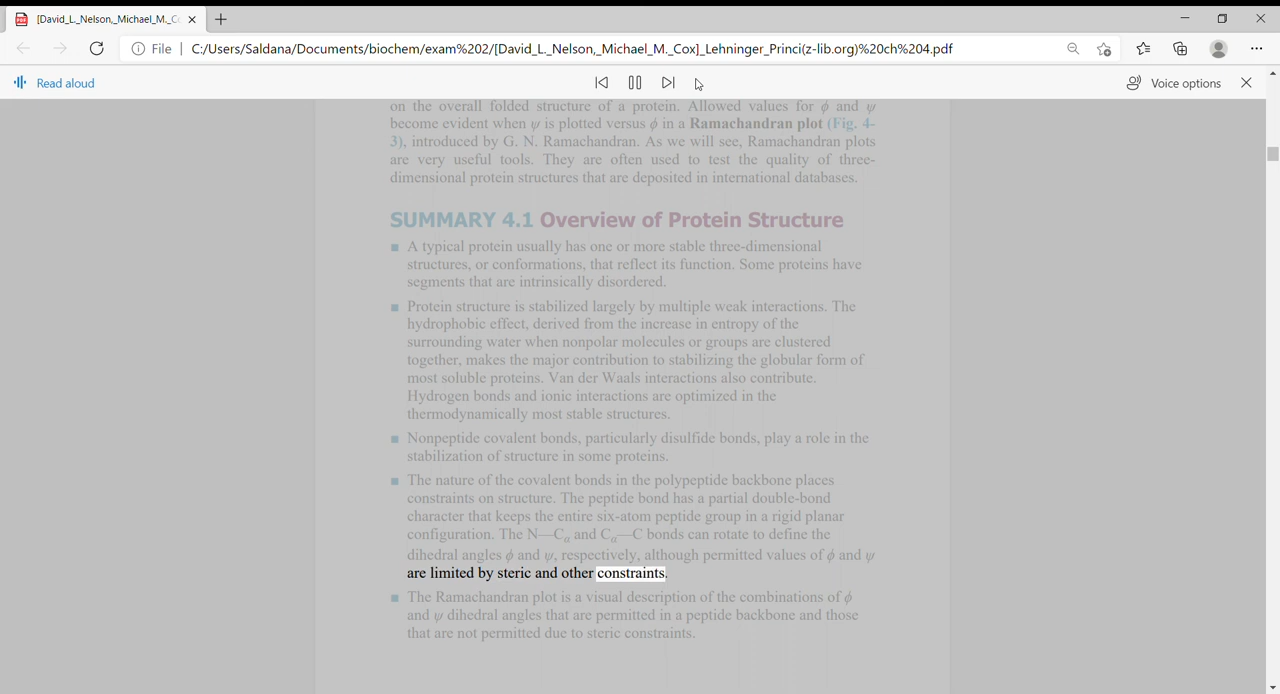 [David_L._Nelson,_Michael_M._Co
File
C:/Users/Saldana/Documents/biochem/exam%202/[David_L._Nelson,_Michael_M._Cox]_Lehninger_Princi(z-lib.org)%20ch%204.pdf
Read aloud
Voice options
on the overall folded structure of a protein. Allowed values for ϕ and ψ
become evident when ψ is plotted versus ϕ in a Ramachandran plot (Fig. 4-
3), introduced by G. N. Ramachandran. As we will see, Ramachandran plots
are very useful tools. They are often used to test the quality of three-
dimensional protein structures that are deposited in international databases.
SUMMARY 4.1 Overview of Protein Structure
■ A typical protein usually has one or more stable three-dimensional
structures, or conformations, that reflect its function. Some proteins have
segments that are intrinsically disordered.
■ Protein structure is stabilized largely by multiple weak interactions. The
hydrophobic effect, derived from the increase in entropy of the
surrounding water when nonpolar molecules or groups are clustered
together, makes the major contribution to stabilizing the globular form of
most soluble proteins. Van der Waals interactions also contribute.
Hydrogen bonds and ionic interactions are optimized in the
thermodynamically most stable structures.
■ Nonpeptide covalent bonds, particularly disulfide bonds, play a role in the
stabilization of structure in some proteins.
■ The nature of the covalent bonds in the polypeptide backbone places
constraints on structure. The peptide bond has a partial double-bond
character that keeps the entire six-atom peptide group in a rigid planar
configuration. The N—Cα and Cα—C bonds can rotate to define the
dihedral angles ϕ and ψ, respectively, although permitted values of ϕ and ψ
are limited by steric and other constraints.
■ The Ramachandran plot is a visual description of the combinations of ϕ
and ψ dihedral angles that are permitted in a peptide backbone and those
that are not permitted due to steric constraints.